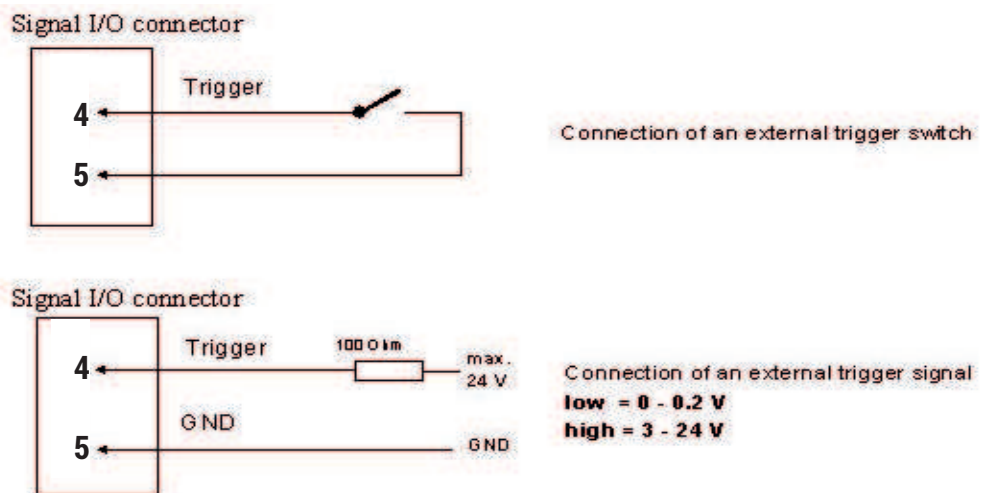 Signal I/O connector
Trigger
4
5
Connection of an external trigger switch
Signal I/O connector
Trigger
100 Okm
max.
24 V
4
GND
5
GND
Connection of an external trigger signal
low = 0 - 0.2 V
high = 3 - 24 V